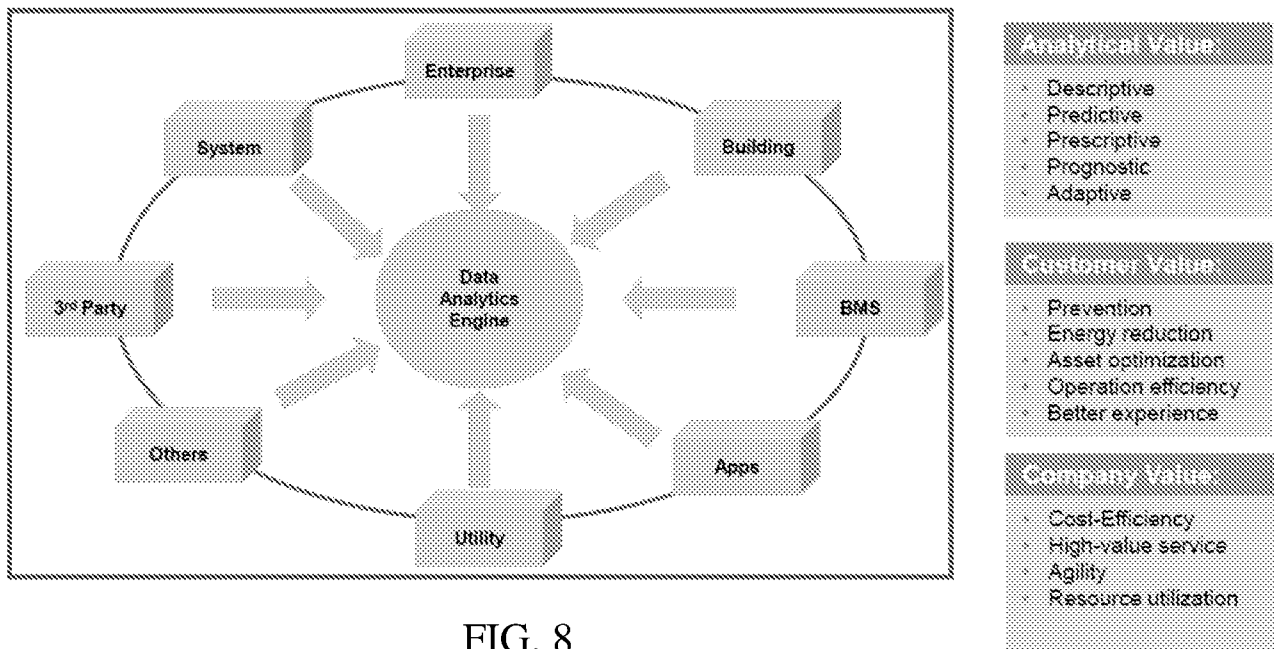 Enterprise
System
Building
3rd Party
Data
Analytics
Engine
BMS
Others
Apps
Utility
FIG. 8
Analytical Value
Descriptive
Predictive
Prescriptive
Prognostic
Adaptive
Customer Value
Prevention
Energy reduction
Asset optimization
Operation efficiency
Better experience
Company Value
Cost-Efficiency
High-value service
Agility
Resource utilization